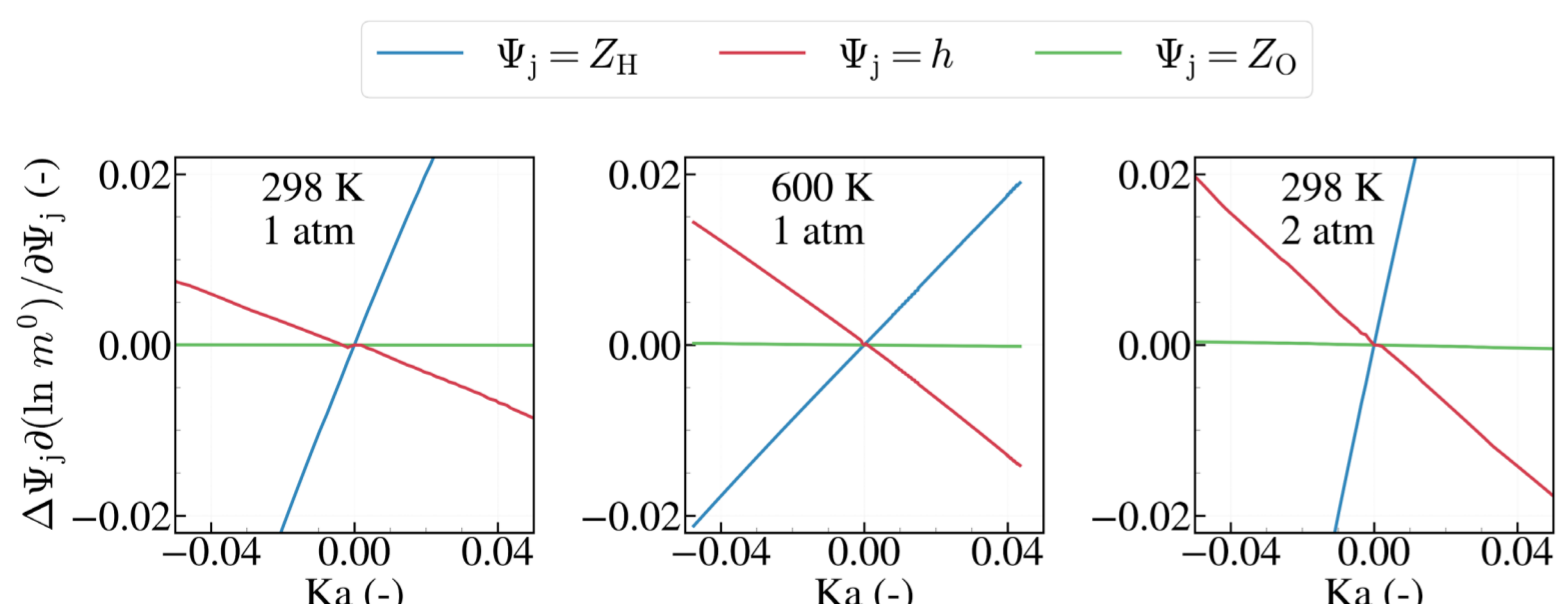 Ψj = ZH Ψj = h Ψj = ZO
ΔΨj∂(ln m⁰)/∂Ψj (-)
0.02
0.00
−0.02
298 K
1 atm
−0.04 0.00 0.04
Ka (-)
0.02
0.00
−0.02
600 K
1 atm
−0.04 0.00 0.04
Ka (-)
0.02
0.00
−0.02
298 K
2 atm
−0.04 0.00 0.04
Ka (-)